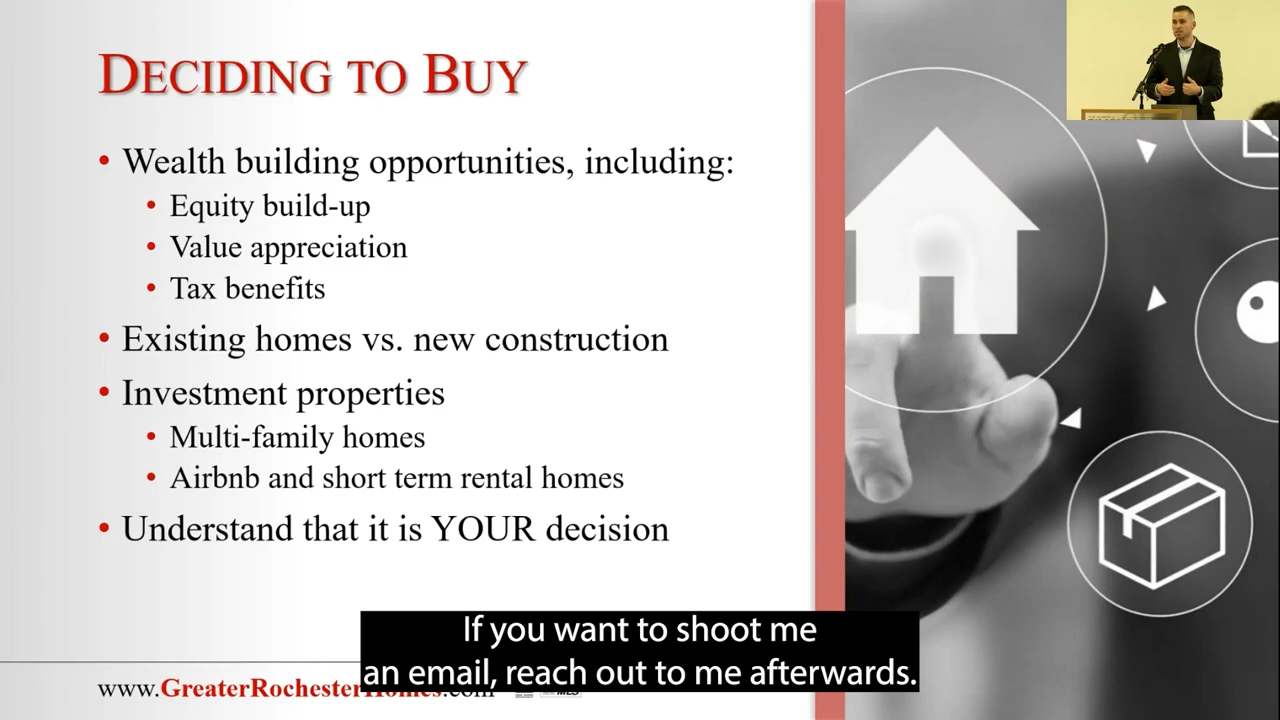 DECIDING TO BUY
• Wealth building opportunities, including:
• Equity build-up
• Value appreciation
• Tax benefits
• Existing homes vs. new construction
• Investment properties
• Multi-family homes
• Airbnb and short term rental homes
• Understand that it is YOUR decision
If you want to shoot me
an email, reach out to me afterwards.
www.GreaterRochesterHomes.com MLS